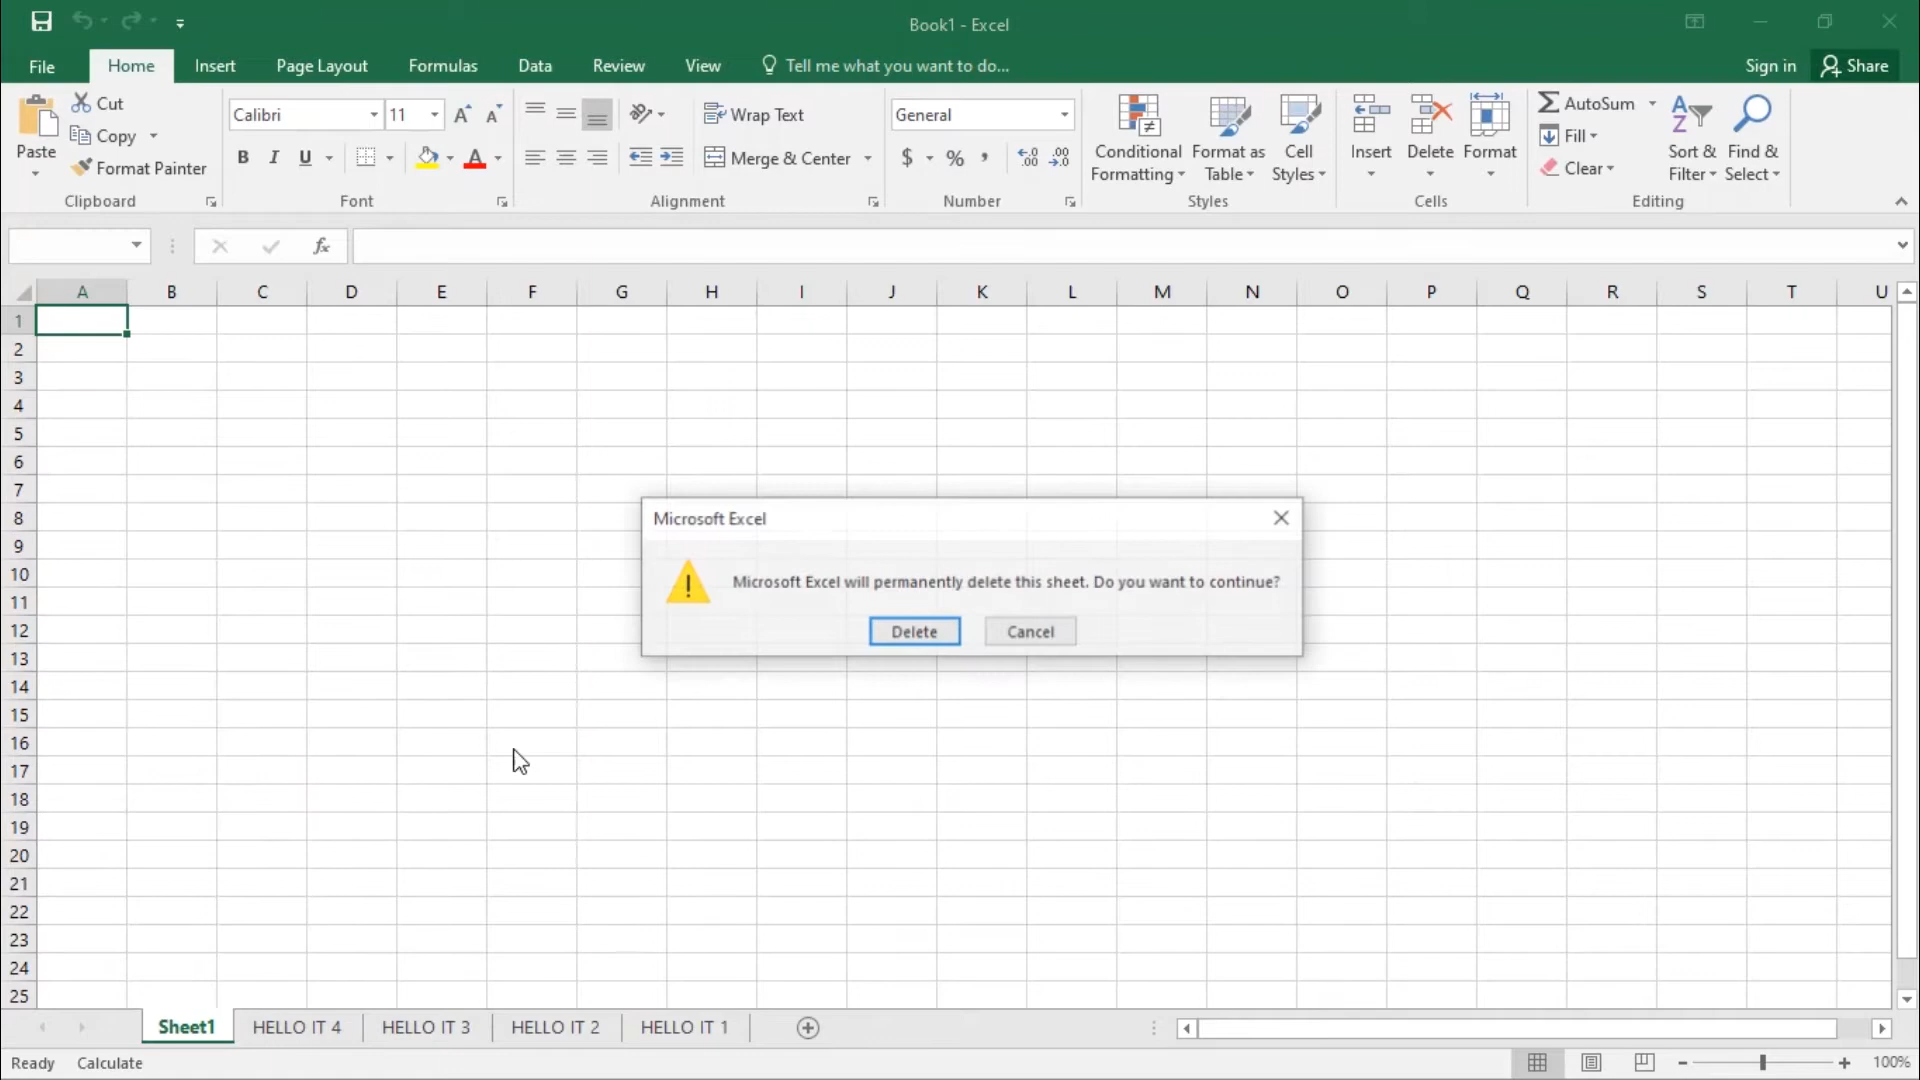 Book1 - Excel
File Home Insert Page Layout Formulas Data Review View Tell me what you want to do... Sign in Share
Paste
Cut
Copy
Format Painter
Clipboard
Calibri 11
B I U A
Font
Wrap Text
Merge & Center
Alignment
General
$ % ,
Number
Conditional Formatting
Format as Table
Cell Styles
Styles
Insert Delete Format
Cells
AutoSum
Fill
Clear
Sort & Filter
Find & Select
Editing
fx
A B C D E F G H I J K L M N O P Q R S T U
1
2
3
4
5
6
7
8
9
10
11
12
13
14
15
16
17
18
19
20
21
22
23
24
25
Microsoft Excel
Microsoft Excel will permanently delete this sheet. Do you want to continue?
Delete Cancel
Sheet1 HELLO IT 4 HELLO IT 3 HELLO IT 2 HELLO IT 1
Ready Calculate 100%